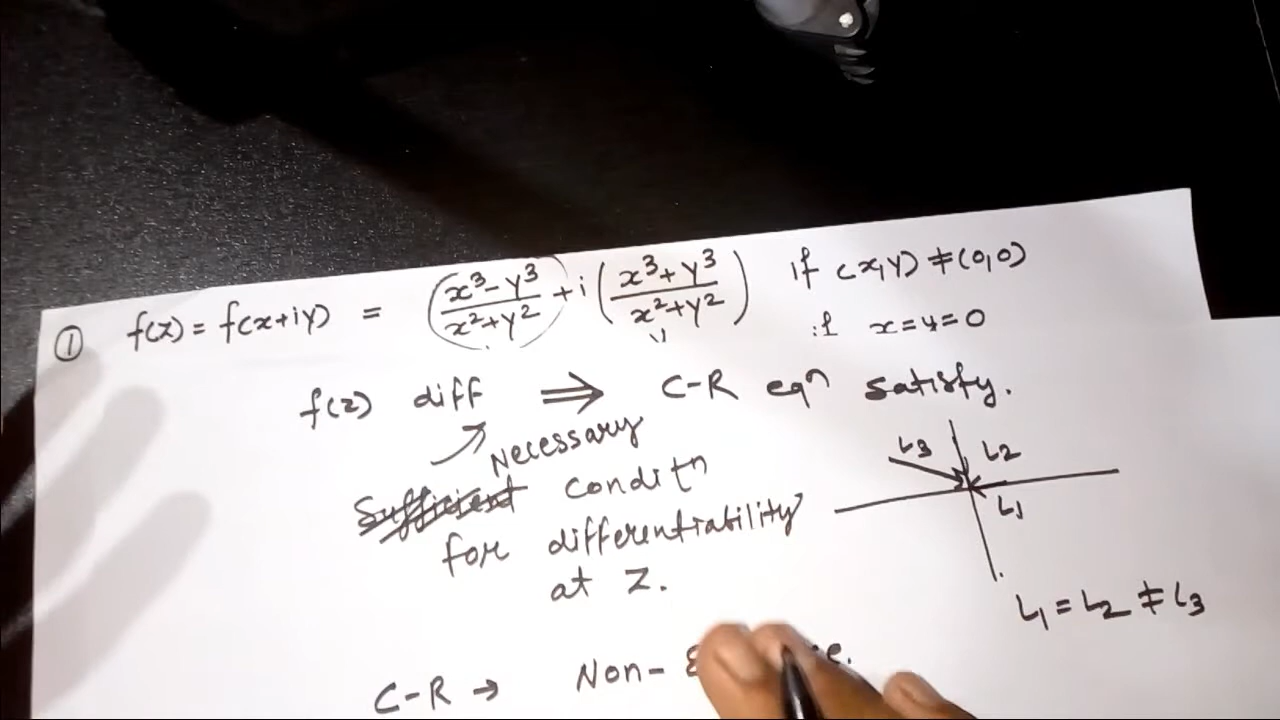 ① f(z) = f(x+iy) = (x³-y³/x²+y²) + i (x³+y³/x²+y²) if (x,y) ≠ (0,0)
if x=y=0
f(z) diff ⇒ C-R eqⁿ satisfy.
Necessary
Sufficient conditⁿ
for differentiability
at z.
L3 L2
L1
L1 = L2 ≠ L3
C-R → Non-